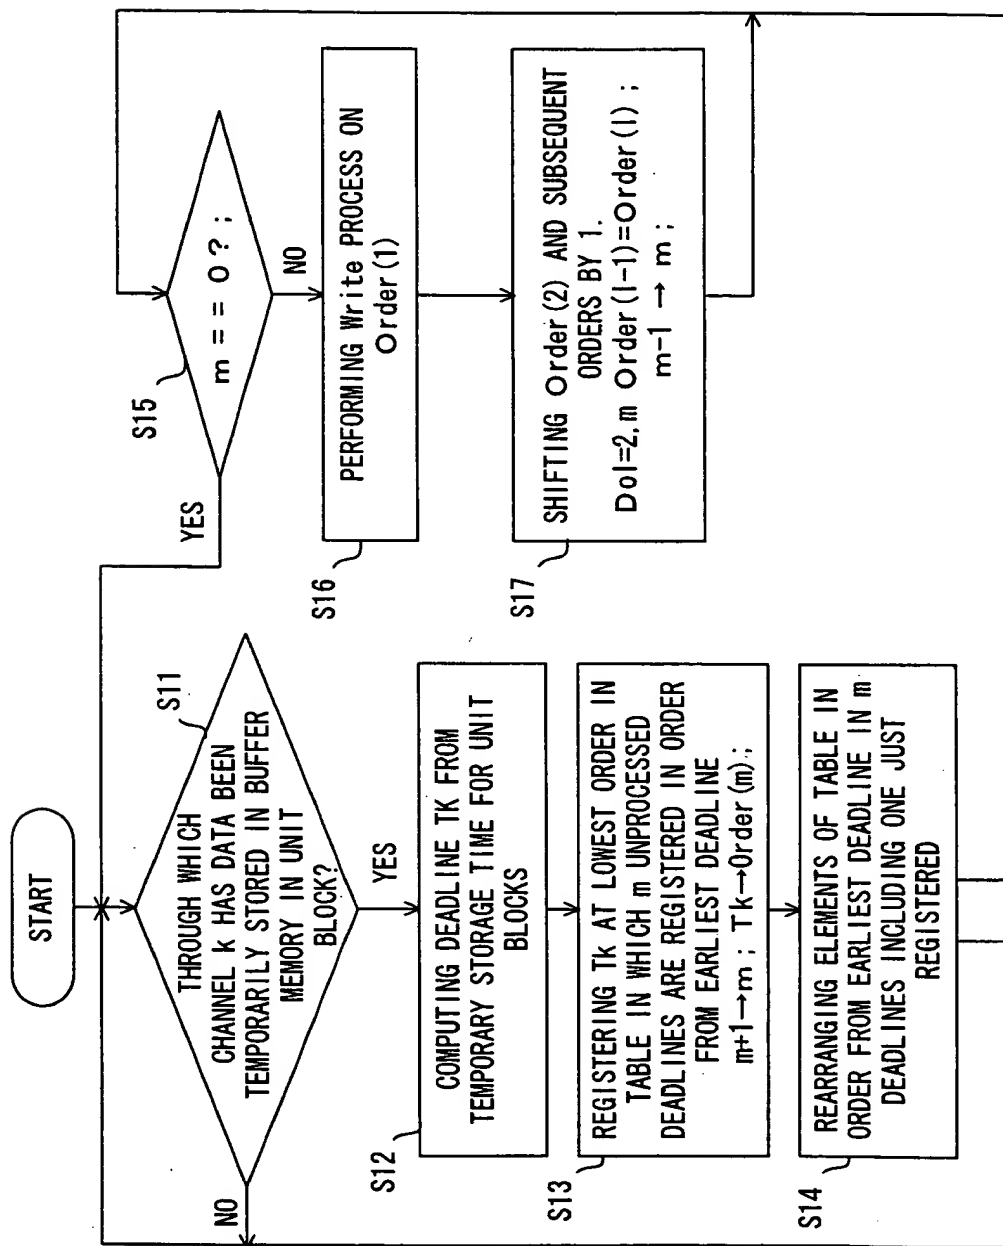 START
S11
THROUGH WHICH
CHANNEL k HAS DATA BEEN
TEMPORARILY STORED IN BUFFER
MEMORY IN UNIT
BLOCK?
NO
YES
S12
COMPUTING DEADLINE TK FROM
TEMPORARY STORAGE TIME FOR UNIT
BLOCKS
S13
REGISTERING Tk AT LOWEST ORDER IN
TABLE IN WHICH m UNPROCESSED
DEADLINES ARE REGISTERED IN ORDER
FROM EARLIEST DEADLINE
m+1→m; Tk→Order(m);
S14
REARRANGING ELEMENTS OF TABLE IN
ORDER FROM EARLIEST DEADLINE IN m
DEADLINES INCLUDING ONE JUST
REGISTERED
S15
m==0?;
YES
NO
S16
PERFORMING Write PROCESS ON
Order(1)
S17
SHIFTING Order(2) AND SUBSEQUENT
ORDERS BY 1.
Dol=2,m Order(l-1)=Order(l);
m-1→m;